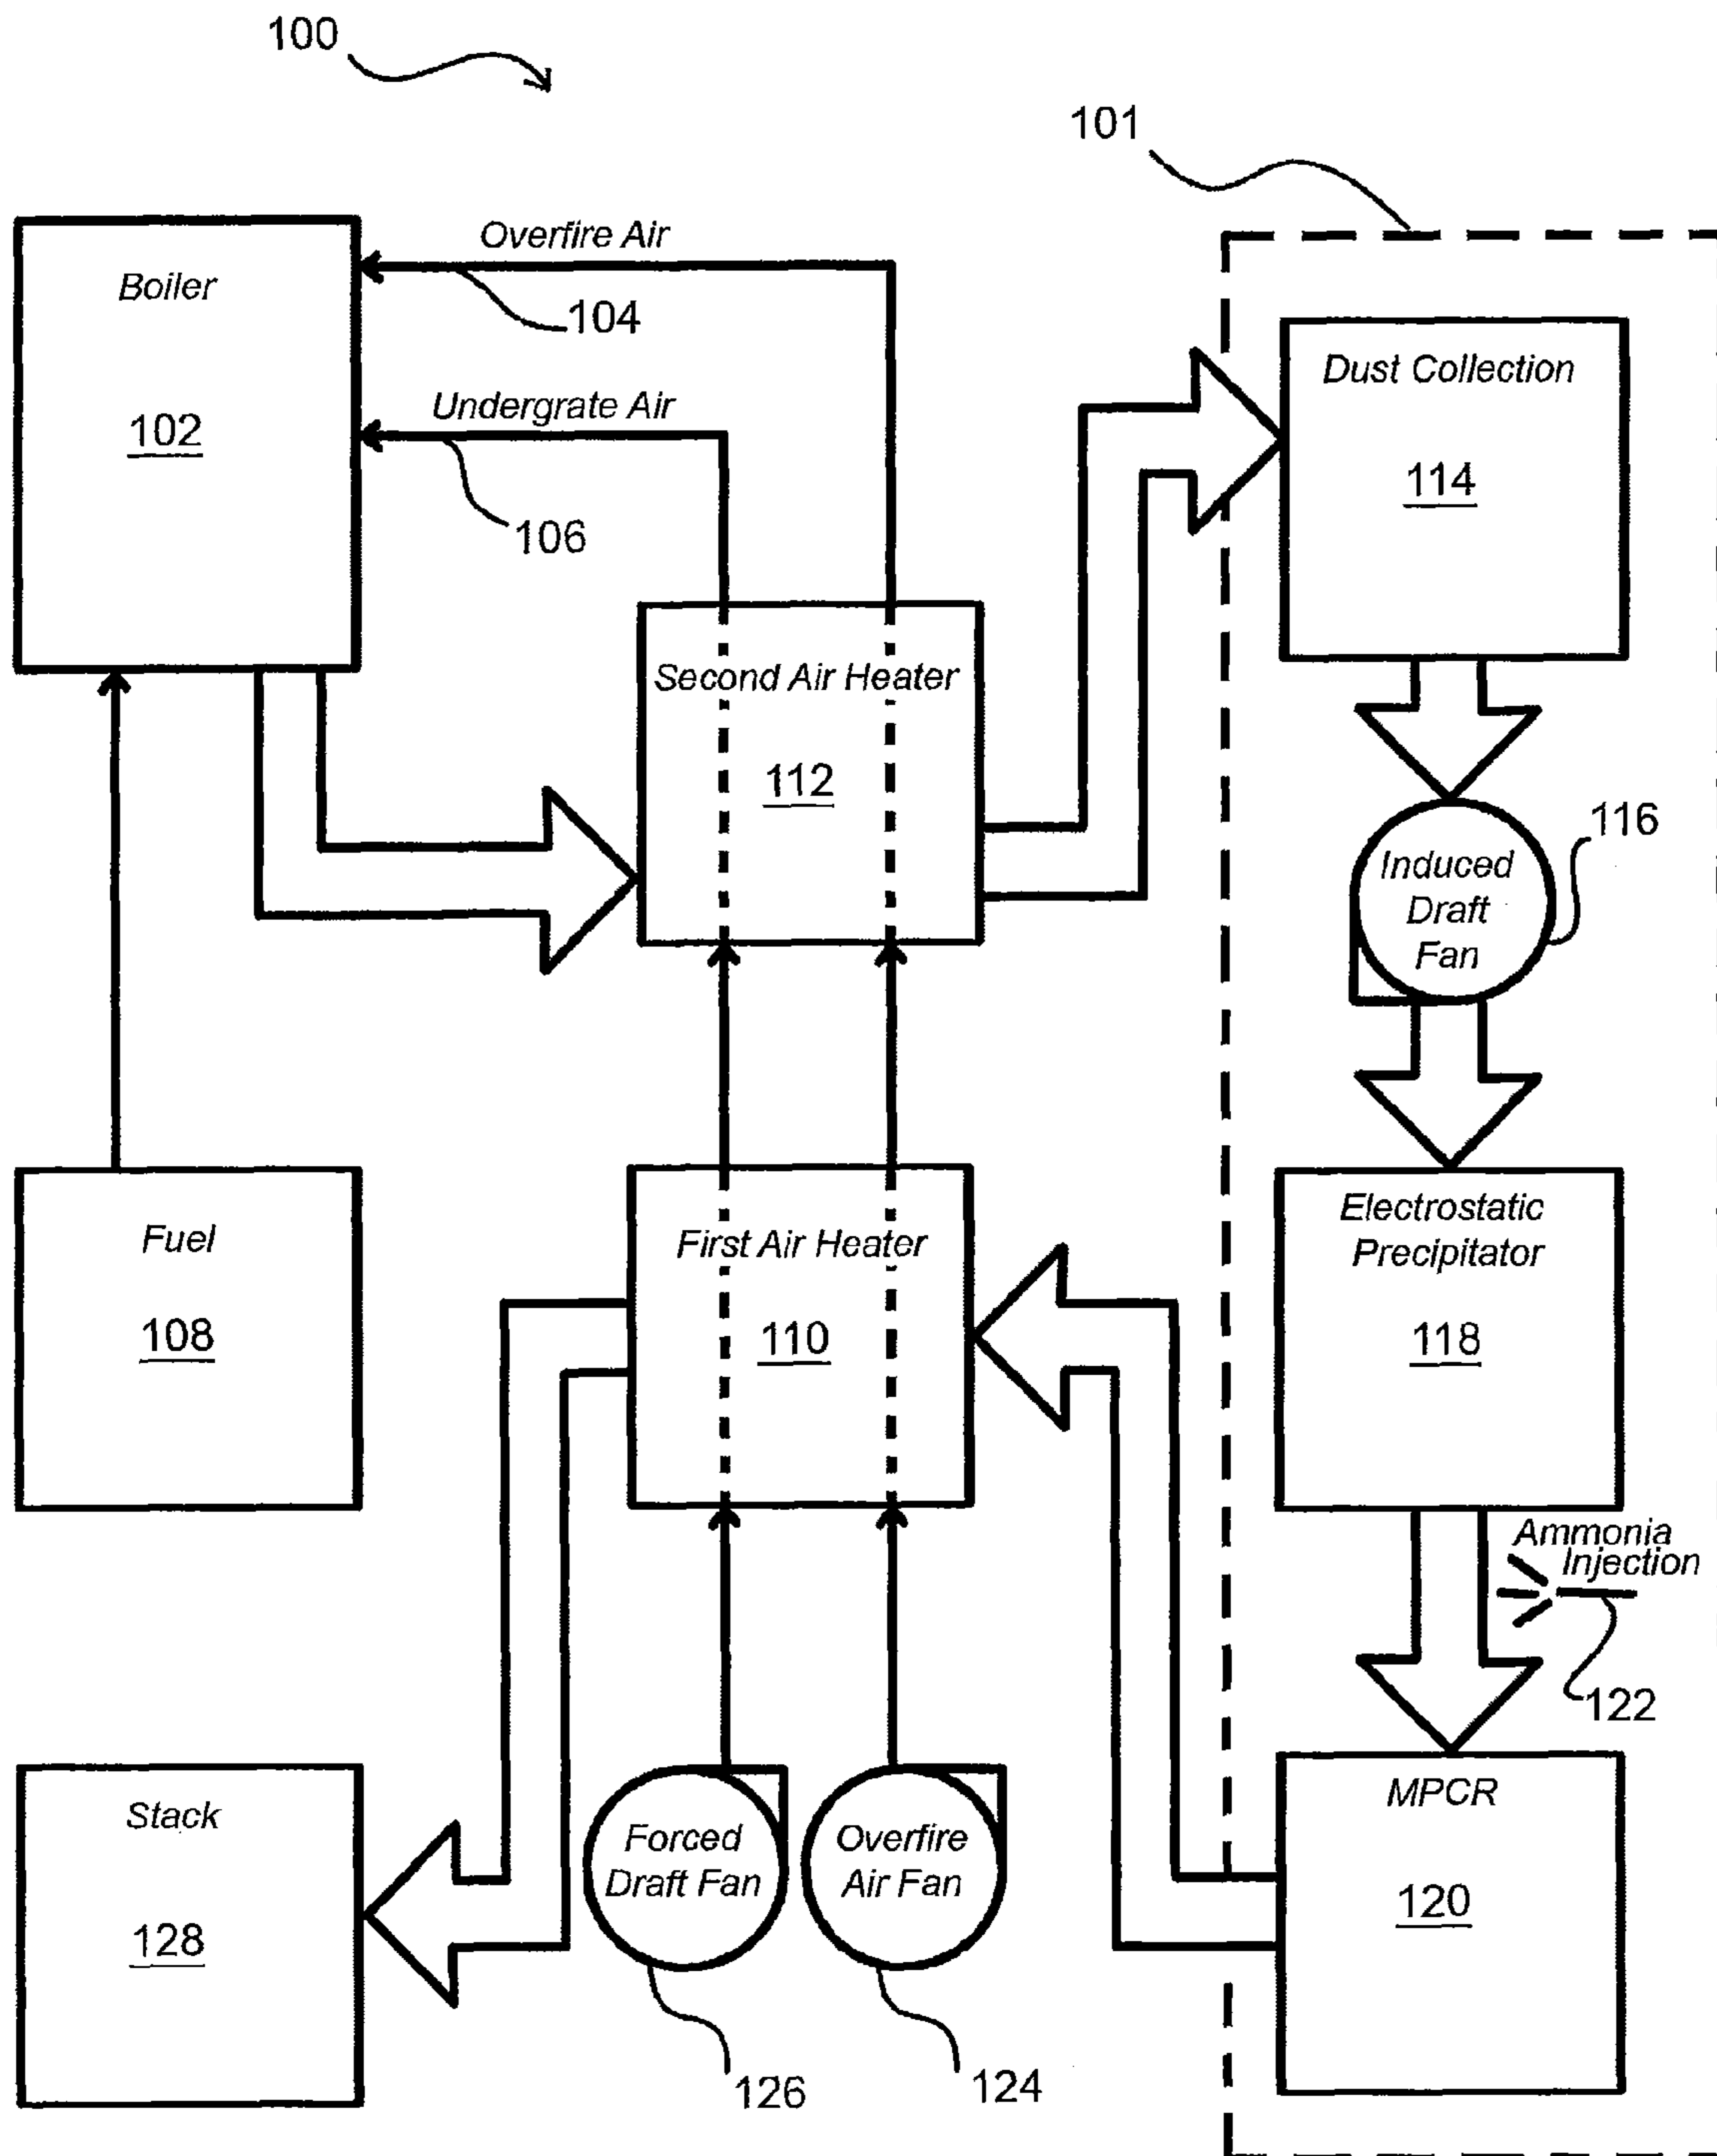 100
101
Overfire Air
104
Boiler
102
Undergrate Air
106
Dust Collection
114
Second Air Heater
112
116
Induced
Draft
Fan
Fuel
108
First Air Heater
110
Electrostatic
Precipitator
118
Ammonia
Injection
122
Stack
128
Forced
Draft Fan
126
Overfire
Air Fan
124
MPCR
120